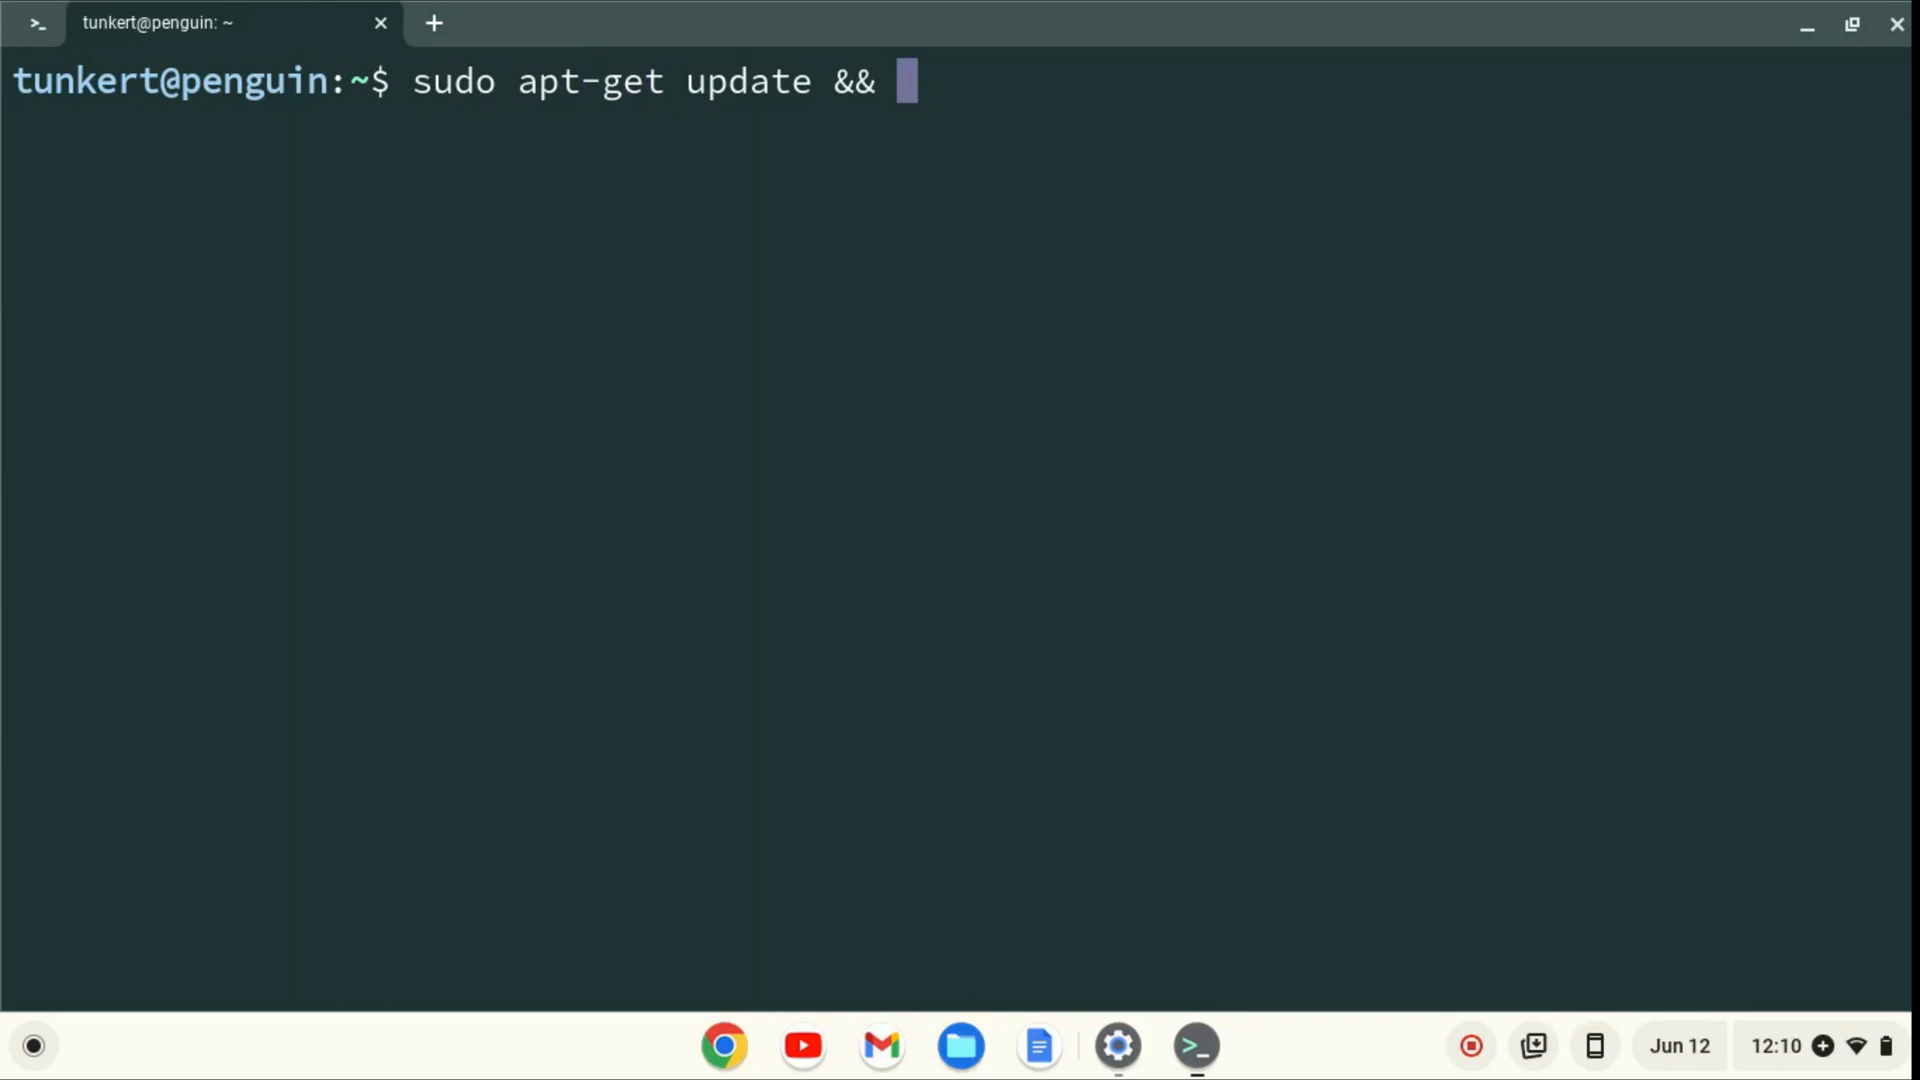 tunkert@penguin: ~
tunkert@penguin:~$ sudo apt-get update &&
Jun 12
12:10